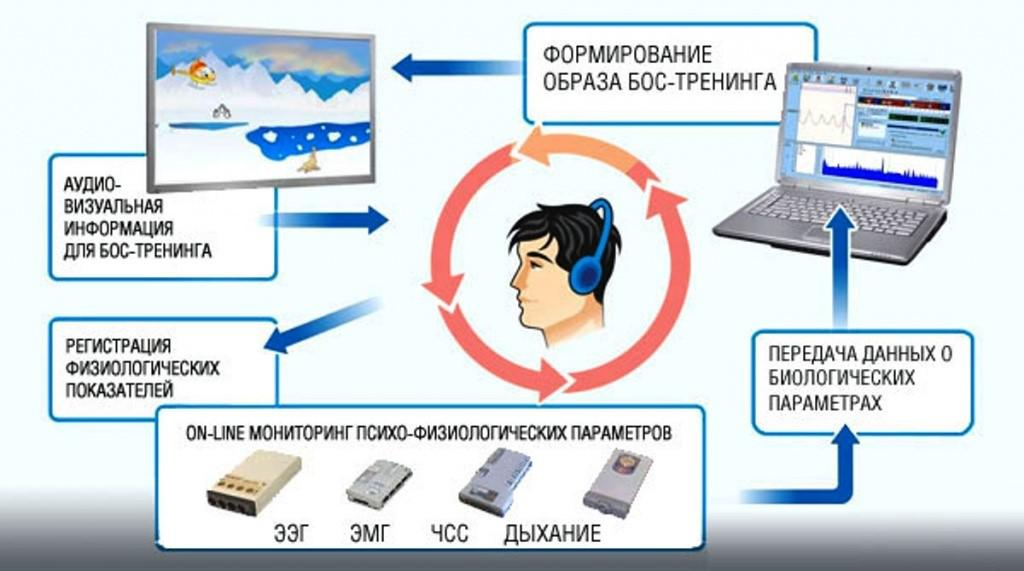 ФОРМИРОВАНИЕ
ОБРАЗА БОС-ТРЕНИНГА
АУДИО-
ВИЗУАЛЬНАЯ
ИНФОРМАЦИЯ
ДЛЯ БОС-ТРЕНИНГА
РЕГИСТРАЦИЯ
ФИЗИОЛОГИЧЕСКИХ
ПОКАЗАТЕЛЕЙ
ПЕРЕДАЧА ДАННЫХ О
БИОЛОГИЧЕСКИХ
ПАРАМЕТРАХ
ON-LINE МОНИТОРИНГ ПСИХО-ФИЗИОЛОГИЧЕСКИХ ПАРАМЕТРОВ
ЭЭГ ЭМГ ЧСС ДЫХАНИЕ